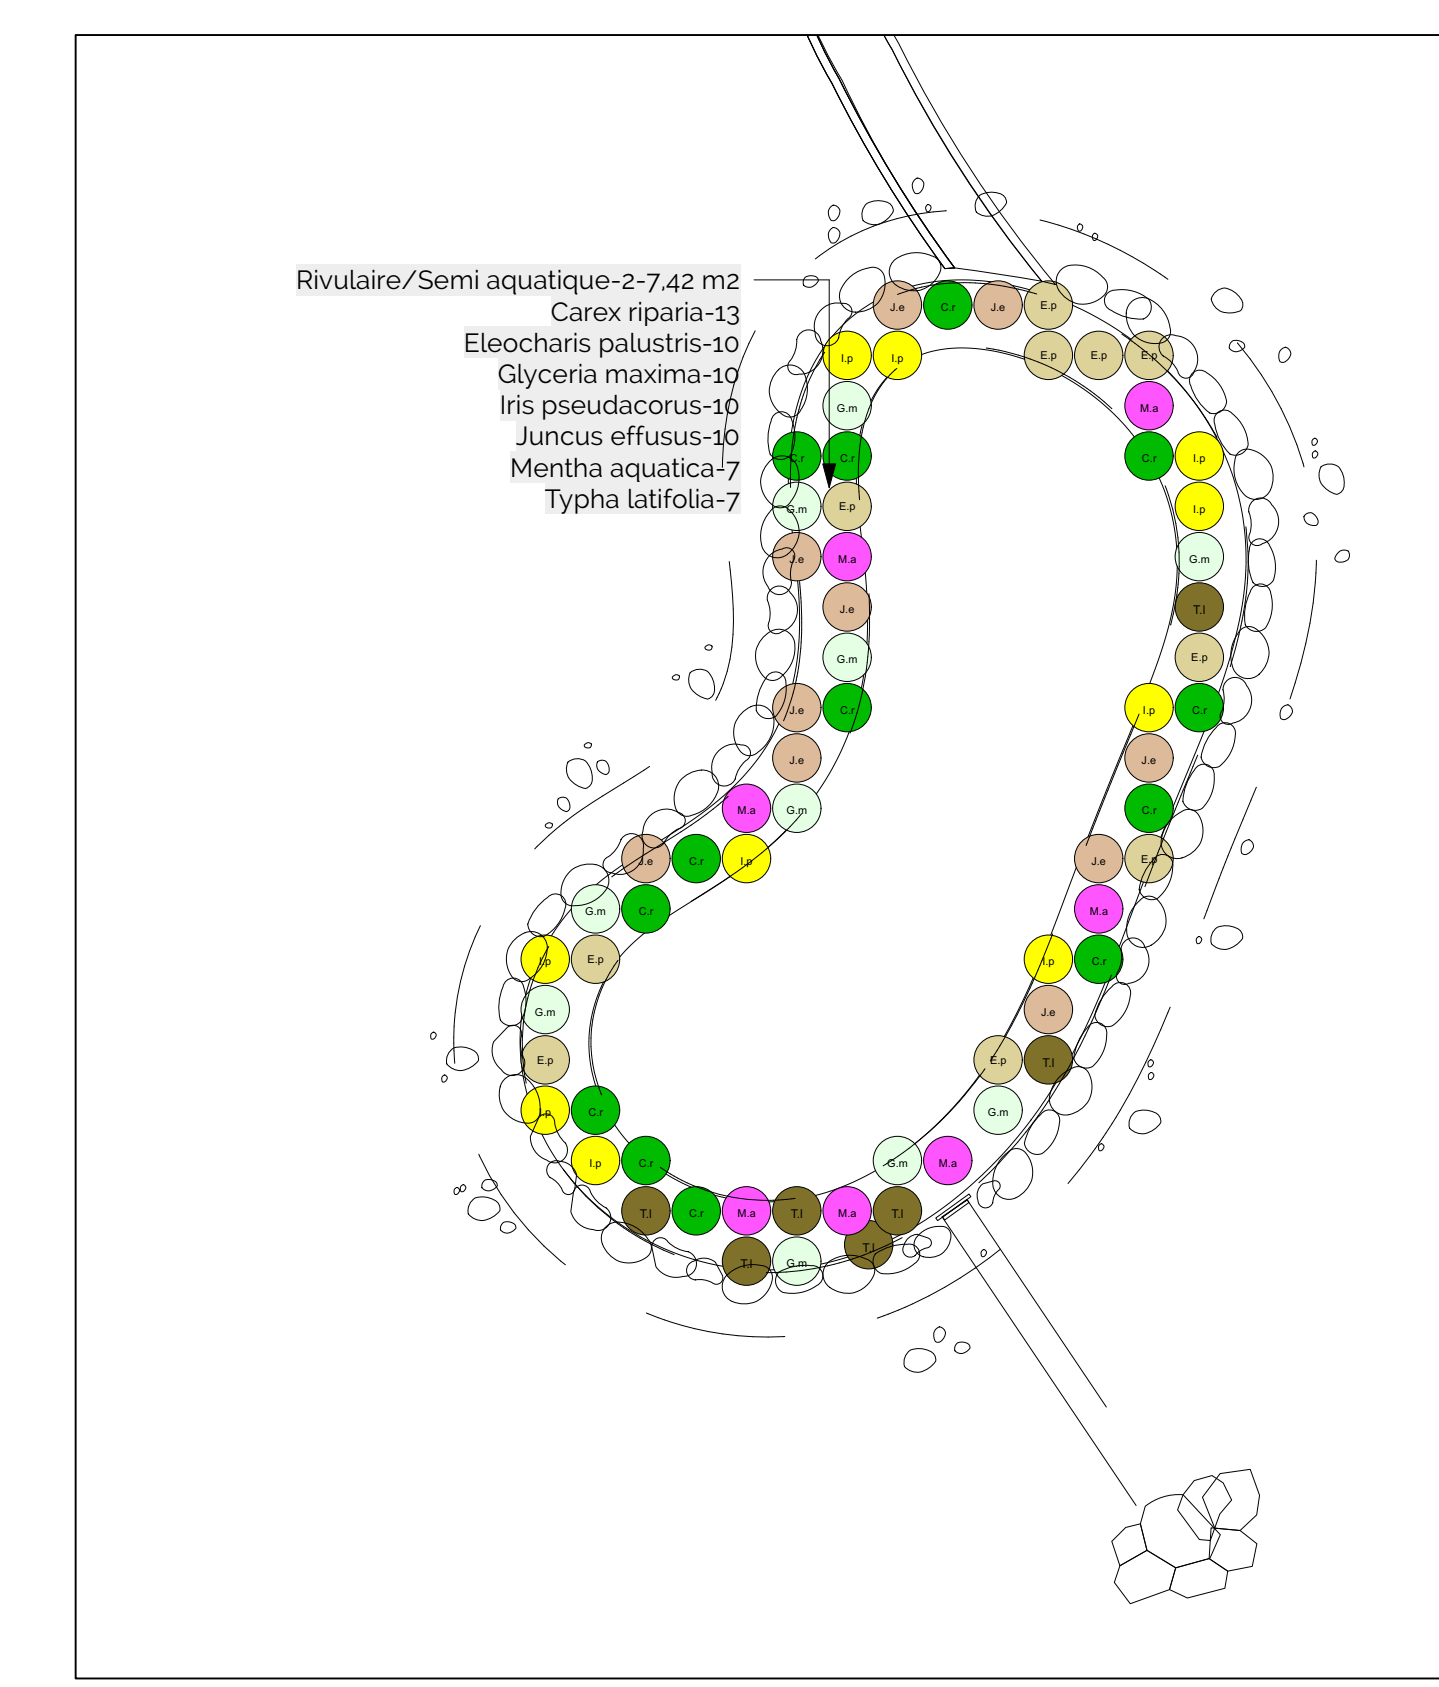 Rivulaire/Semi aquatique-2-7,42 m2
Carex riparia-13
Eleocharis palustris-10
Glyceria maxima-10
Iris pseudacorus-10
Juncus effusus-10
Mentha aquatica-7
Typha latifolia-7
J.e C.r J.e E.p
I.p I.p E.p E.p E.p
G.m M.a
C.r C.r C.r I.p
G.m E.p I.p
J.e M.a G.m
J.e T.l
G.m E.p
J.e C.r I.p C.r
J.e J.e
M.a G.m C.r
J.e C.r I.p J.e E.p
G.m C.r M.a
I.p E.p I.p C.r
G.m J.e
E.p E.p T.l
I.p C.r G.m
I.p C.r G.m M.a
T.l C.r M.a T.l M.a T.l
T.l
T.l G.m